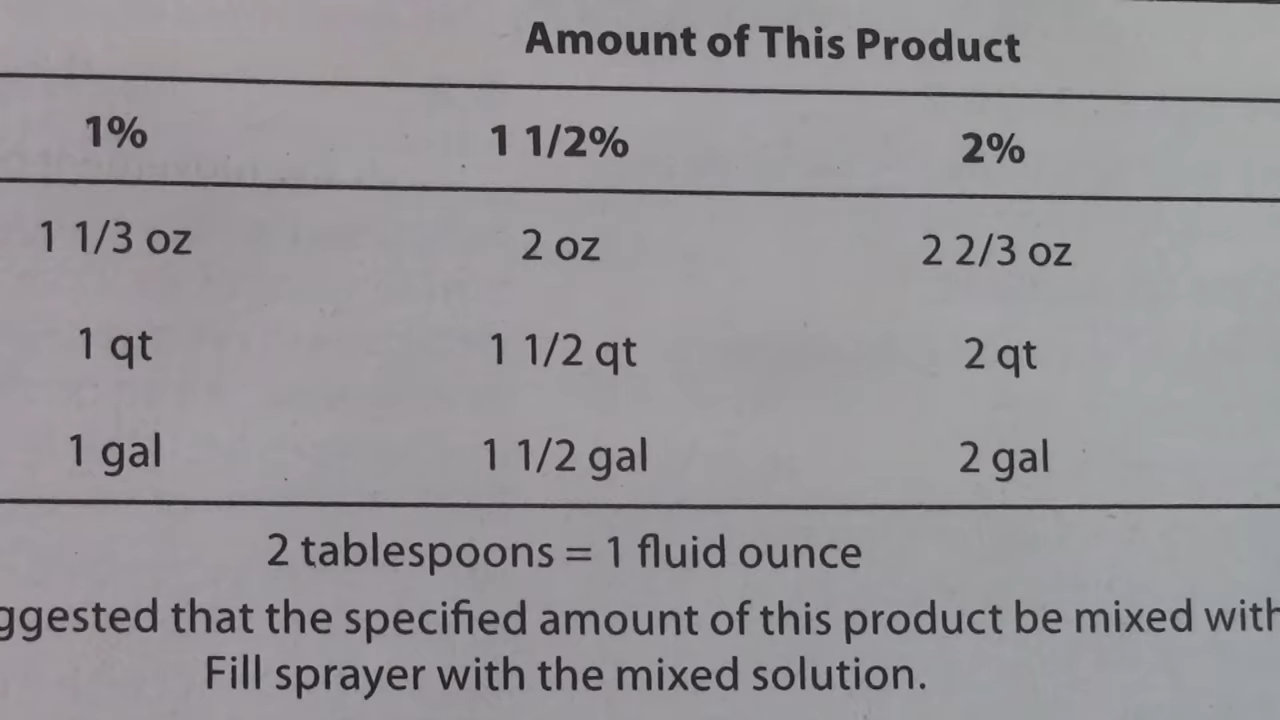 Amount of This Product
1% 1 1/2% 2%
1 1/3 oz 2 oz 2 2/3 oz
1 qt 1 1/2 qt 2 qt
1 gal 1 1/2 gal 2 gal
2 tablespoons = 1 fluid ounce
ggested that the specified amount of this product be mixed with
Fill sprayer with the mixed solution.